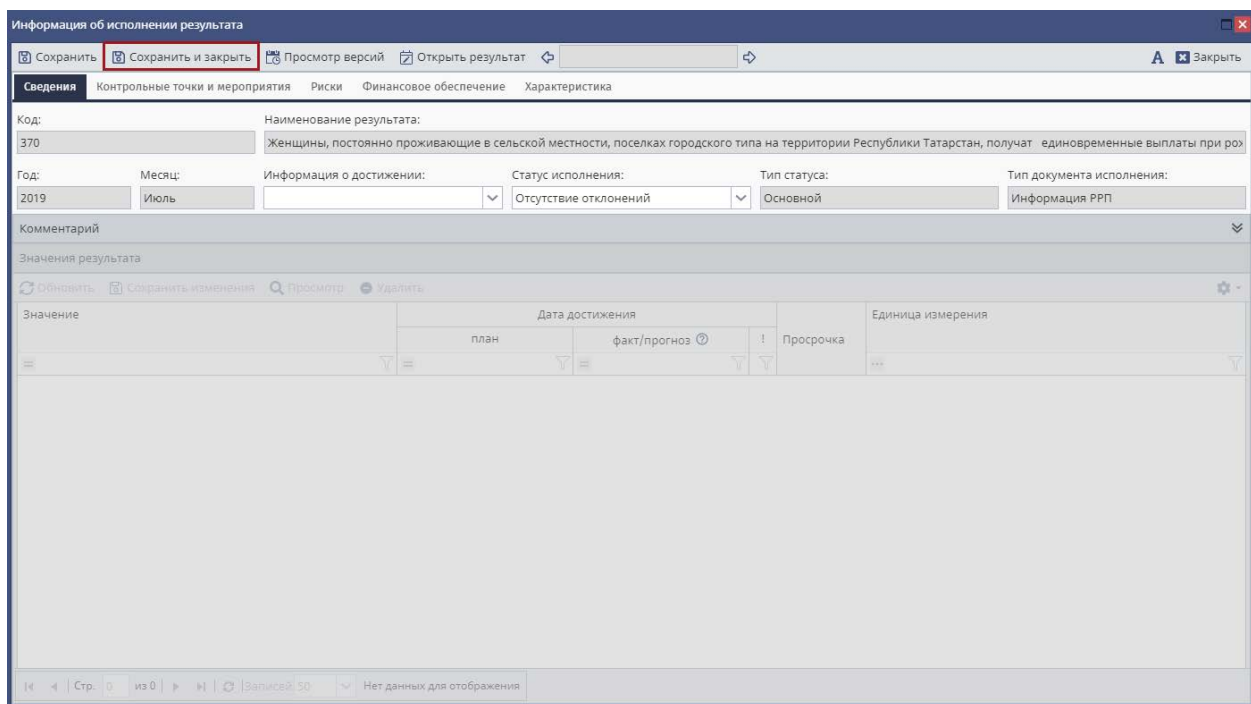 Информация об исполнении результата
Сохранить Сохранить и закрыть Просмотр версий Открыть результат A Закрыть
Сведения Контрольные точки и мероприятия Риски Финансовое обеспечение Характеристика
Код: Наименование результата:
370 Женщины, постоянно проживающие в сельской местности, поселках городского типа на территории Республики Татарстан, получат единовременные выплаты при рох
Год: Месяц: Информация о достижении: Статус исполнения: Тип статуса: Тип документа исполнения:
2019 Июль Отсутствие отклонений Основной Информация РРП
Комментарий
Значения результата
Обновить Сохранить изменения Просмотр Удалить
Значение Дата достижения Единица измерения
план факт/прогноз ? ! Просрочка
= = = ...
Стр. 0 из 0 Записей 50 Нет данных для отображения